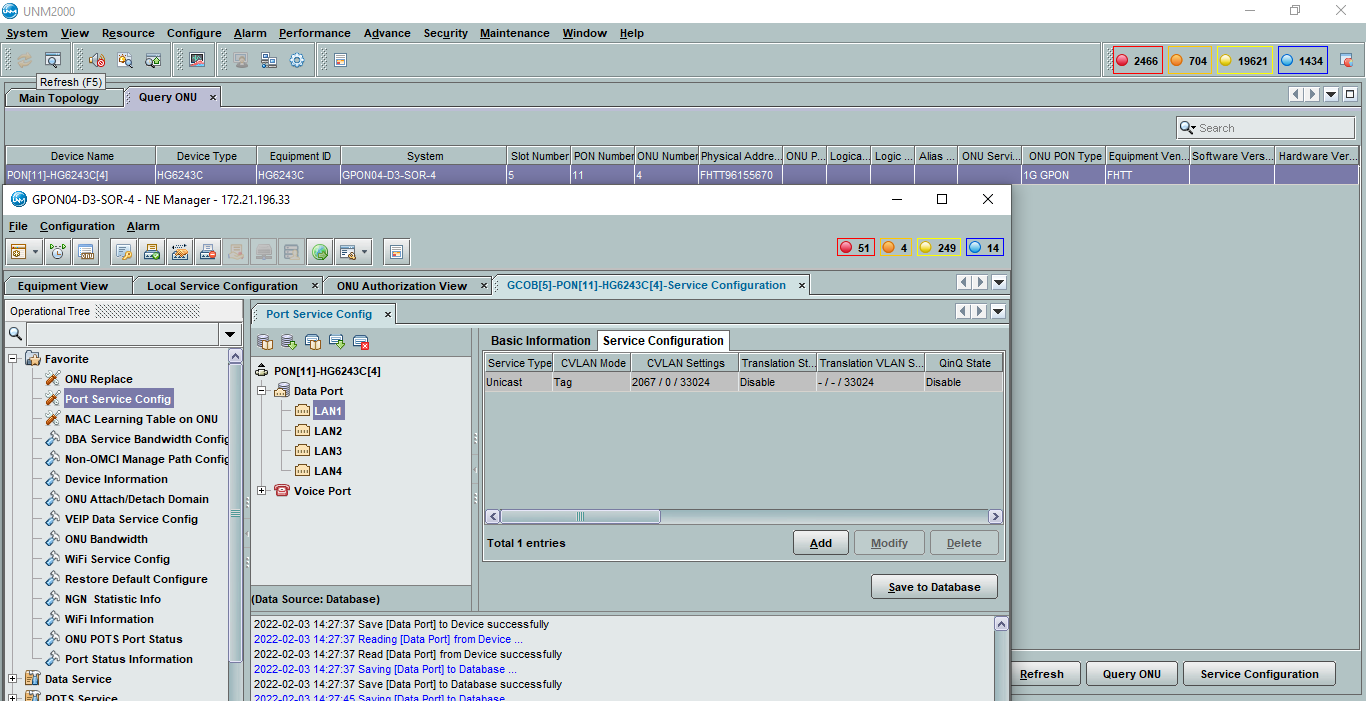 UNM2000
System View Resource Configure Alarm Performance Advance Security Maintenance Window Help
2466 704 19621 1434
Refresh (F5)
Main Topology Query ONU
Search
Device Name Device Type Equipment ID System Slot Number PON Number ONU Number Physical Addre... ONU P... Logica... Logic ... Alias ... ONU Servi... ONU PON Type Equipment Ven... Software Vers... Hardware Ver...
PON[11]-HG6243C[4] HG6243C HG6243C GPON04-D3-SOR-4 5 11 4 FHTT96155670 1G GPON FHTT
GPON04-D3-SOR-4 - NE Manager - 172.21.196.33
File Configuration Alarm
51 4 249 14
Equipment View Local Service Configuration ONU Authorization View GCOB[5]-PON[11]-HG6243C[4]-Service Configuration
Operational Tree
Favorite
ONU Replace
Port Service Config
MAC Learning Table on ONU
DBA Service Bandwidth Config
Non-OMCI Manage Path Config
Device Information
ONU Attach/Detach Domain
VEIP Data Service Config
ONU Bandwidth
WiFi Service Config
Restore Default Configure
NGN Statistic Info
WiFi Information
ONU POTS Port Status
Port Status Information
Data Service
POTS Service
Port Service Config
PON[11]-HG6243C[4]
Data Port
LAN1
LAN2
LAN3
LAN4
Voice Port
(Data Source: Database)
Basic Information Service Configuration
Service Type CVLAN Mode CVLAN Settings Translation St... Translation VLAN S... QinQ State
Unicast Tag 2067 / 0 / 33024 Disable - / - / 33024 Disable
Total 1 entries
Add Modify Delete
Save to Database
2022-02-03 14:27:37 Save [Data Port] to Device successfully
2022-02-03 14:27:37 Reading [Data Port] from Device ...
2022-02-03 14:27:37 Read [Data Port] from Device successfully
2022-02-03 14:27:37 Saving [Data Port] to Database ...
2022-02-03 14:27:37 Save [Data Port] to Database successfully
2022-02-03 14:27:45 Saving [Data Port] to Database
Refresh Query ONU Service Configuration